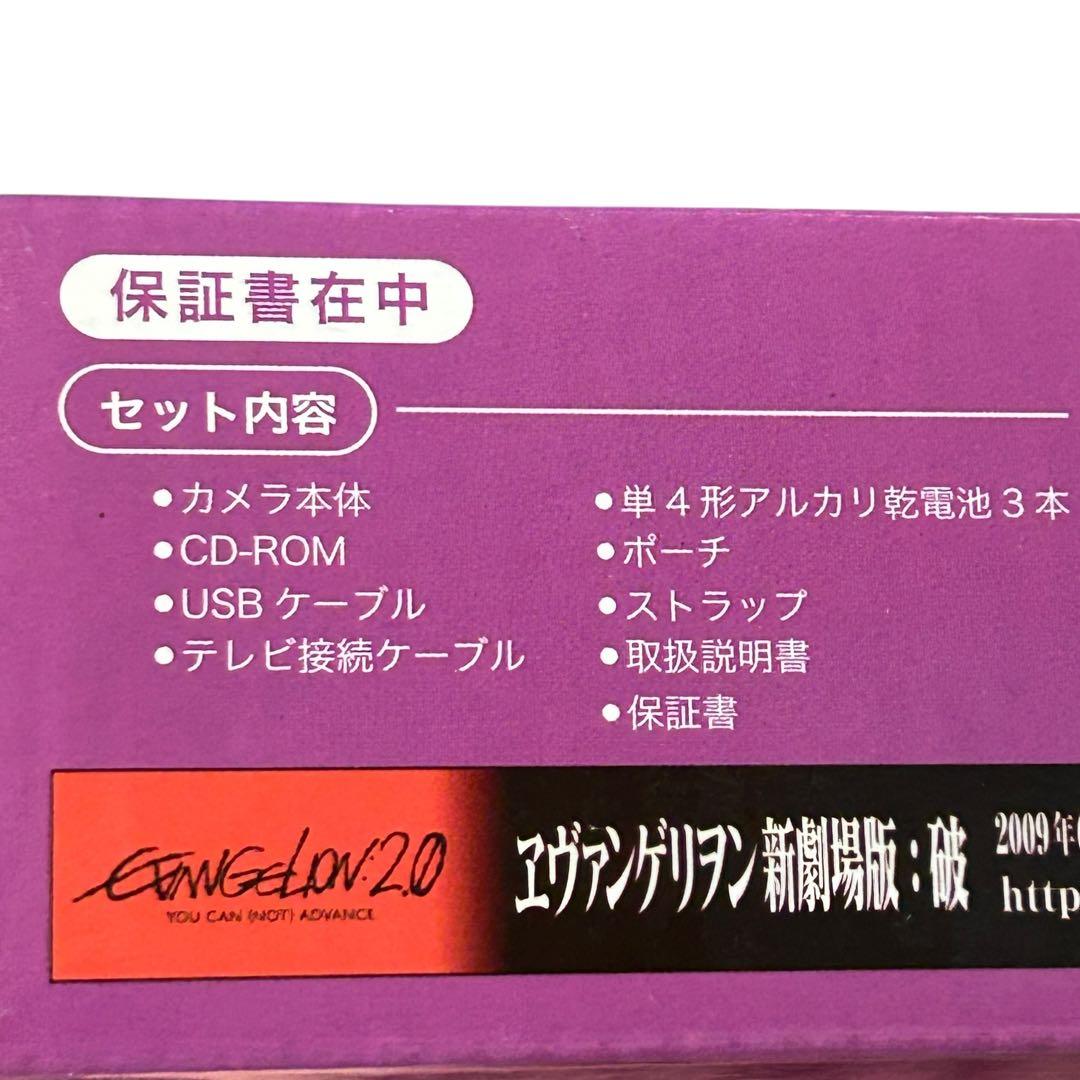 保証書在中
セット内容
●カメラ本体
●CD-ROM
●USBケーブル
●テレビ接続ケーブル
●単4形アルカリ乾電池3本
●ポーチ
●ストラップ
●取扱説明書
●保証書
EVANGELION:2.0
YOU CAN (NOT) ADVANCE
ヱヴァンゲリヲン新劇場版:破
2009年
http